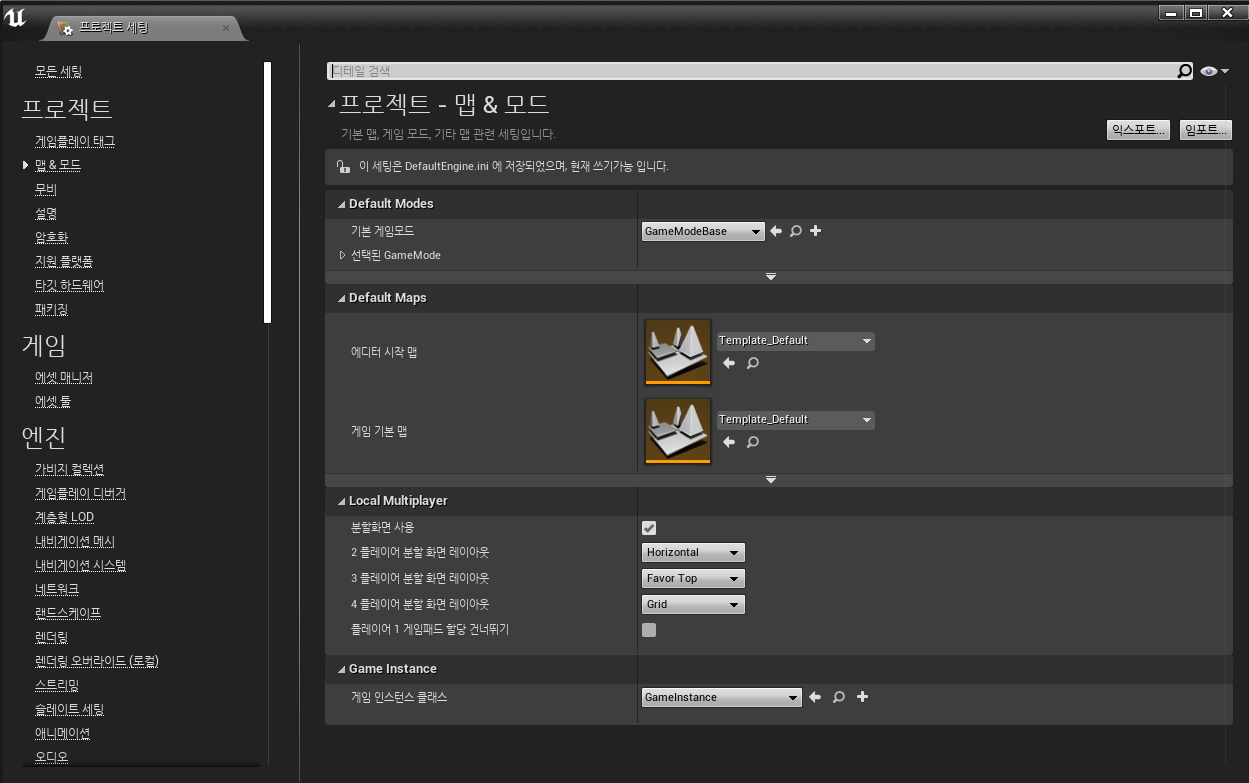 프로젝트 세팅
모든 세팅
프로젝트
게임플레이 태그
맵 & 모드
무비
설명
암호화
지원 플랫폼
타깃 하드웨어
패키징
게임
에셋 매니저
에셋 툴
엔진
가비지 컬렉션
게임플레이 디버거
계층형 LOD
내비게이션 메시
내비게이션 시스템
네트워크
랜드스케이프
렌더링
렌더링 오버라이드 (로컬)
스트리밍
슬레이트 세팅
애니메이션
오디오
디테일 검색
프로젝트 - 맵 & 모드
기본 맵, 게임 모드, 기타 맵 관련 세팅입니다.
익스포트...
임포트...
이 세팅은 DefaultEngine.ini 에 저장되었으며, 현재 쓰기가능 입니다.
Default Modes
기본 게임모드
GameModeBase
선택된 GameMode
Default Maps
에디터 시작 맵
Template_Default
게임 기본 맵
Template_Default
Local Multiplayer
분할화면 사용
2 플레이어 분할 화면 레이아웃
Horizontal
3 플레이어 분할 화면 레이아웃
Favor Top
4 플레이어 분할 화면 레이아웃
Grid
플레이어 1 게임패드 할당 건너뛰기
Game Instance
게임 인스턴스 클래스
GameInstance